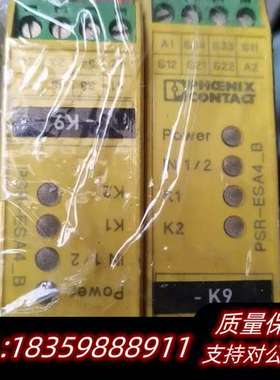 A1 S34 S33 S11
S12 S21 S22 A2
PHOENIX
CONTACT
Power
IN 1/2
K1
K2
PSR-ESA4_B
-K9
-K9
K2
K1
IN 1/2
Power
PSR-ESA4_B
:18359888911
质量保
支持对公